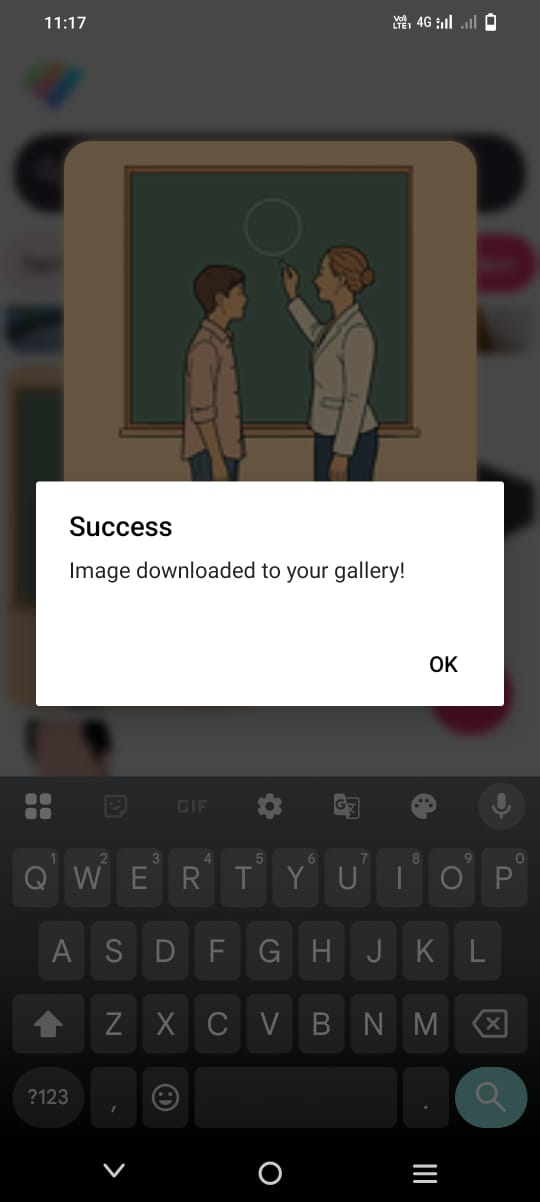 11:17
Vo) LTE1 4G
Success
Image downloaded to your gallery!
OK
GIF
1 2 3 4 5 6 7 8 9 0
Q W E R T Y U I O P
A S D F G H J K L
Z X C V B N M
?123 , .